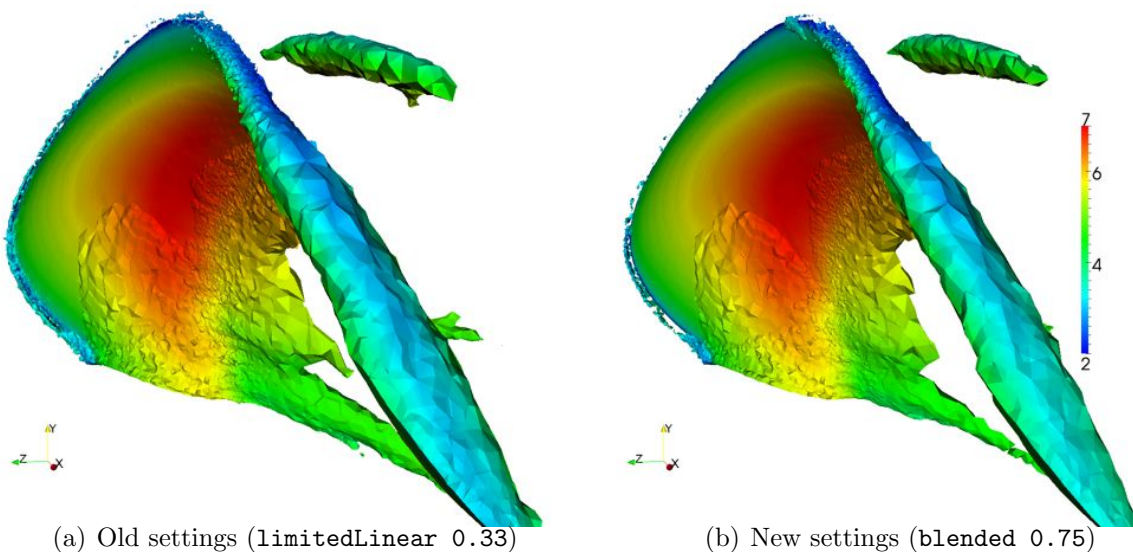 7
6
4
2
Y
Z
X
Y
Z
X
(a) Old settings (limitedLinear 0.33)
(b) New settings (blended 0.75)